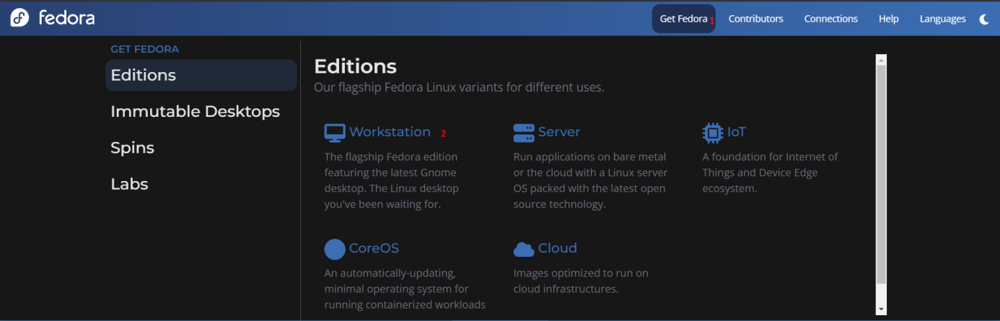 fedora
Get Fedora 1 Contributors Connections Help Languages
GET FEDORA
Editions
Immutable Desktops
Spins
Labs
Editions
Our flagship Fedora Linux variants for different uses.
Workstation 2
The flagship Fedora edition
featuring the latest Gnome
desktop. The Linux desktop
you've been waiting for.
Server
Run applications on bare metal
or the cloud with a Linux server
OS packed with the latest open
source technology.
IoT
A foundation for Internet of
Things and Device Edge
ecosystem.
CoreOS
An automatically-updating,
minimal operating system for
running containerized workloads
Cloud
Images optimized to run on
cloud infrastructures.